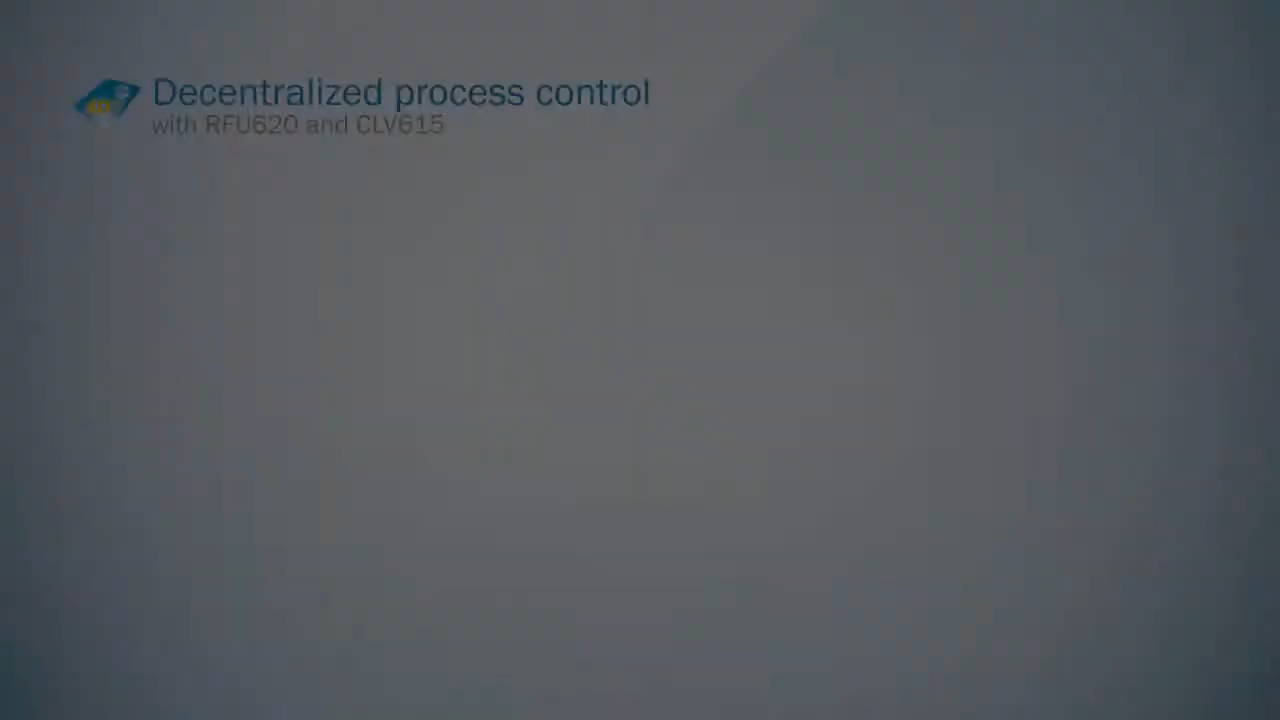 Decentralized process control
with RFU620 and CLV615